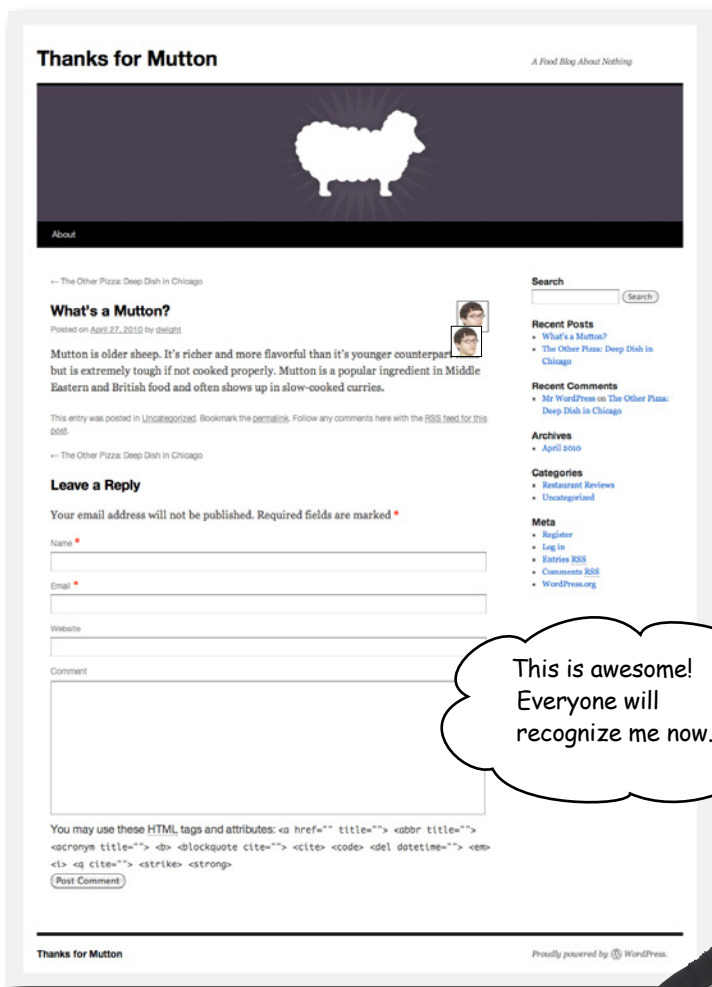 Thanks for Mutton
A Food Blog About Nothing
About
← The Other Pizza: Deep Dish in Chicago
What's a Mutton?
Posted on April 27, 2010 by dwight
Mutton is older sheep. It's richer and more flavorful than it's younger counterpar
but is extremely tough if not cooked properly. Mutton is a popular ingredient in Middle
Eastern and British food and often shows up in slow-cooked curries.
This entry was posted in Uncategorized. Bookmark the permalink. Follow any comments here with the RSS feed for this
post.
← The Other Pizza: Deep Dish in Chicago
Leave a Reply
Your email address will not be published. Required fields are marked *
Name *
Email *
Website
Comment
You may use these HTML tags and attributes: <a href="" title=""> <abbr title="">
<acronym title=""> <b> <blockquote cite=""> <cite> <code> <del datetime=""> <em>
<i> <q cite=""> <strike> <strong>
Post Comment
Search
Search
Recent Posts
What's a Mutton?
The Other Pizza: Deep Dish in
Chicago
Recent Comments
Mr WordPress on The Other Pizza:
Deep Dish in Chicago
Archives
April 2010
Categories
Restaurant Reviews
Uncategorized
Meta
Register
Log in
Entries RSS
Comments RSS
WordPress.org
This is awesome!
Everyone will
recognize me now.
Thanks for Mutton
Proudly powered by WordPress.